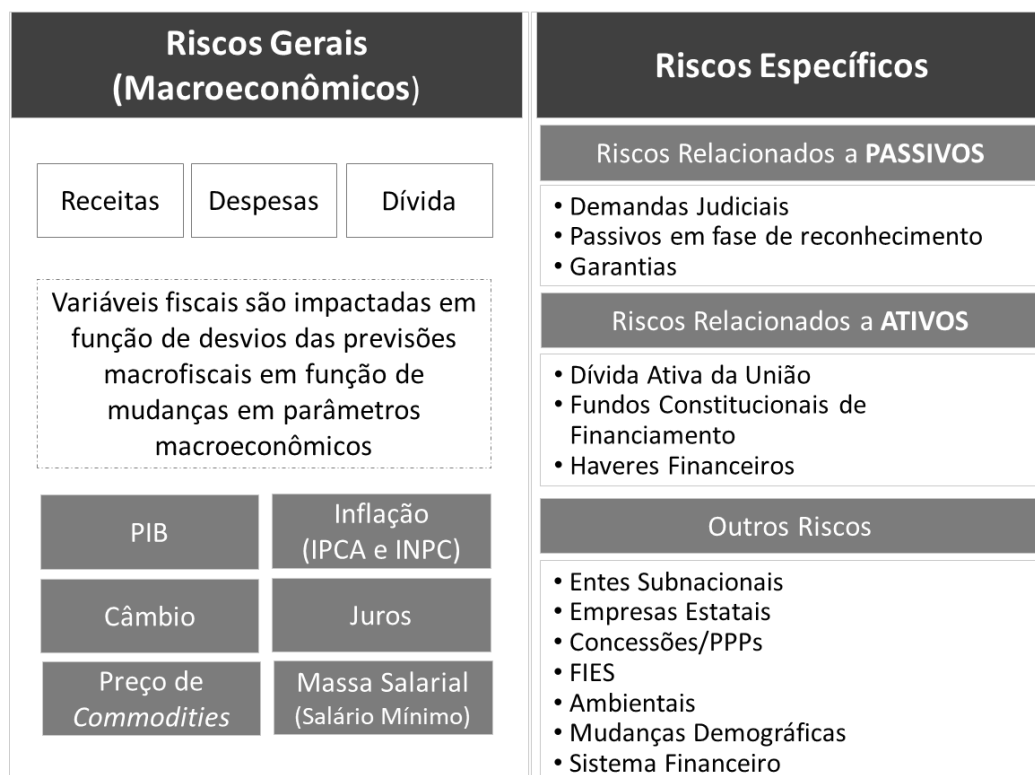 Riscos Gerais
(Macroeconômicos)
Receitas
Despesas
Dívida
Variáveis fiscais são impactadas em
função de desvios das previsões
macrofiscais em função de
mudanças em parâmetros
macroeconômicos
PIB
Inflação
(IPCA e INPC)
Câmbio
Juros
Preço de
Commodities
Massa Salarial
(Salário Mínimo)
Riscos Específicos
Riscos Relacionados a PASSIVOS
• Demandas Judiciais
• Passivos em fase de reconhecimento
• Garantias
Riscos Relacionados a ATIVOS
• Dívida Ativa da União
• Fundos Constitucionais de
Financiamento
• Haveres Financeiros
Outros Riscos
• Entes Subnacionais
• Empresas Estatais
• Concessões/PPPs
• FIES
• Ambientais
• Mudanças Demográficas
• Sistema Financeiro